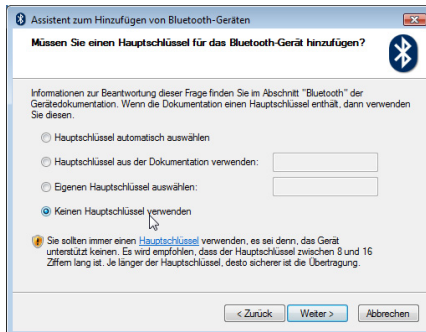 Assistent zum Hinzufügen von Bluetooth-Geräten
Müssen Sie einen Hauptschlüssel für das Bluetooth-Gerät hinzufügen?
Informationen zur Beantwortung dieser Frage finden Sie im Abschnitt "Bluetooth" der
Gerätedokumentation. Wenn die Dokumentation einen Hauptschlüssel enthält, dann verwenden
Sie diesen.
Hauptschlüssel automatisch auswählen
Hauptschlüssel aus der Dokumentation verwenden:
Eigenen Hauptschlüssel auswählen:
Keinen Hauptschlüssel verwenden
Sie sollten immer einen Hauptschlüssel verwenden, es sei denn, das Gerät
unterstützt keinen. Es wird empfohlen, dass der Hauptschlüssel zwischen 8 und 16
Ziffern lang ist. Je länger der Hauptschlüssel, desto sicherer ist die Übertragung.
< Zurück Weiter > Abbrechen